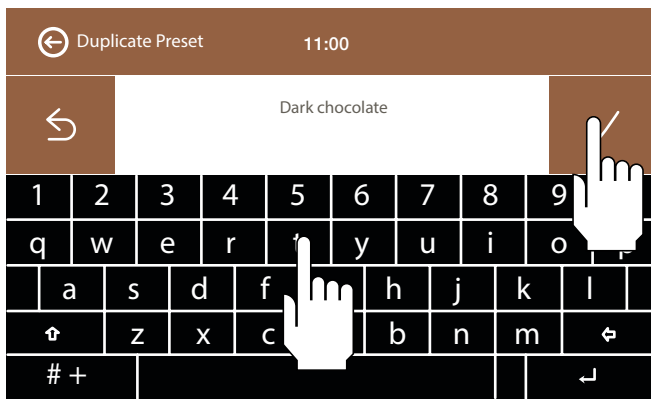 Duplicate Preset 11:00
Dark chocolate
1 2 3 4 5 6 7 8 9
q w e r t y u i o p
a s d f h j k l
z x c b n m
# +